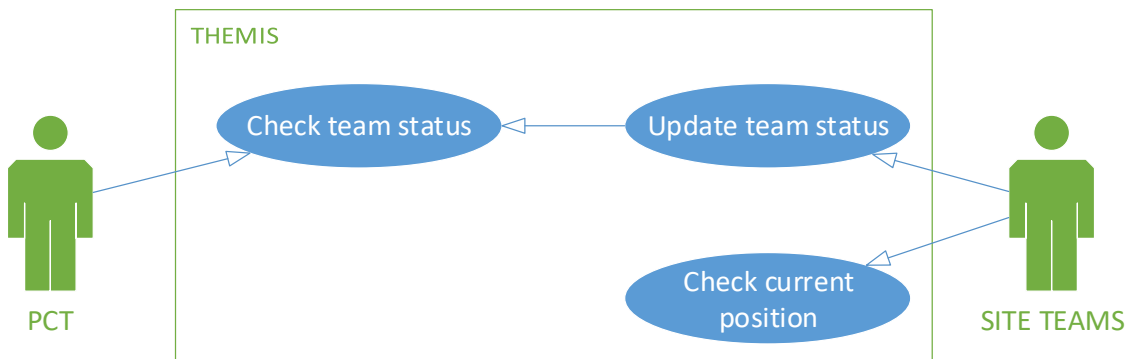 THEMIS
Check team status
Update team status
Check current
position
PCT
SITE TEAMS